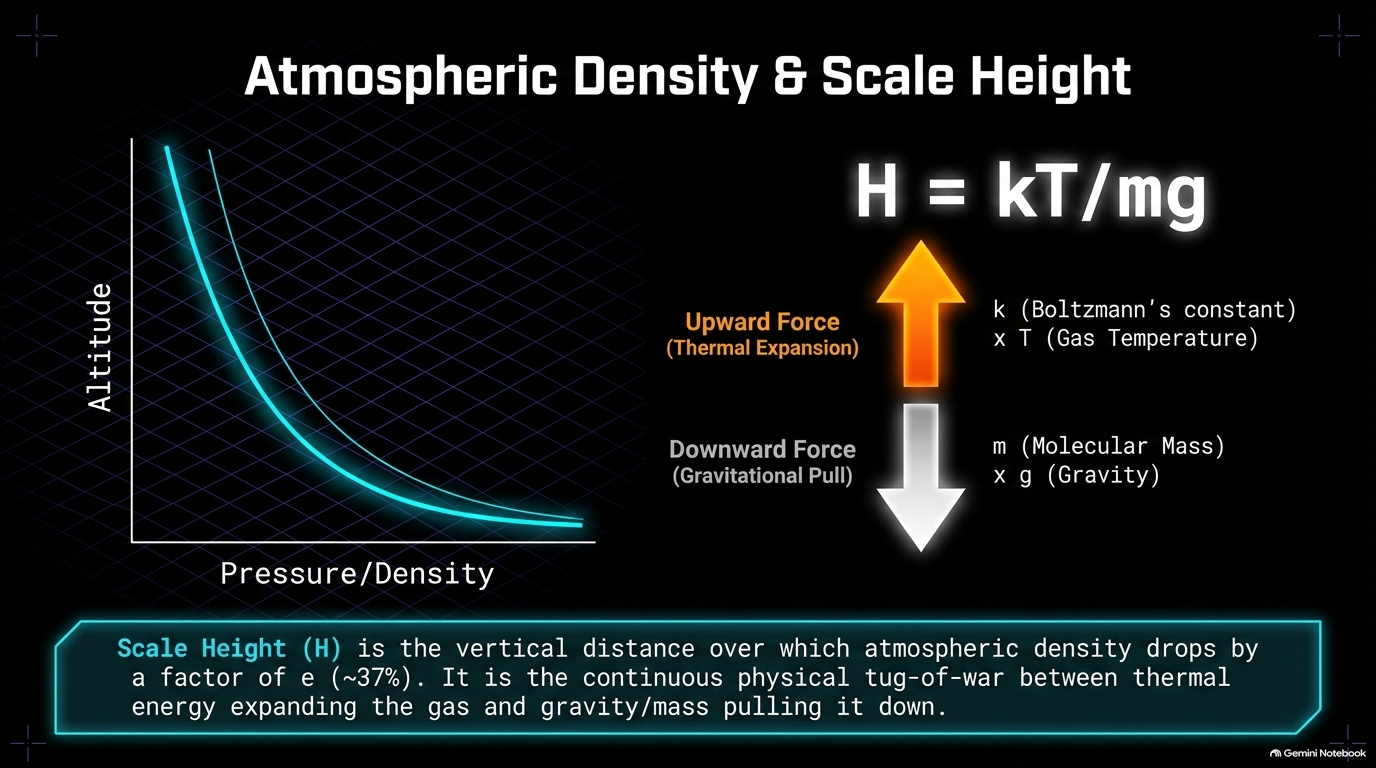 Atmospheric Density & Scale Height
Altitude
Pressure/Density
H = kT/mg
Upward Force
(Thermal Expansion)
k (Boltzmann's constant)
x T (Gas Temperature)
Downward Force
(Gravitational Pull)
m (Molecular Mass)
x g (Gravity)
Scale Height (H) is the vertical distance over which atmospheric density drops by
a factor of e (~37%). It is the continuous physical tug-of-war between thermal
energy expanding the gas and gravity/mass pulling it down.
Gemini Notebook